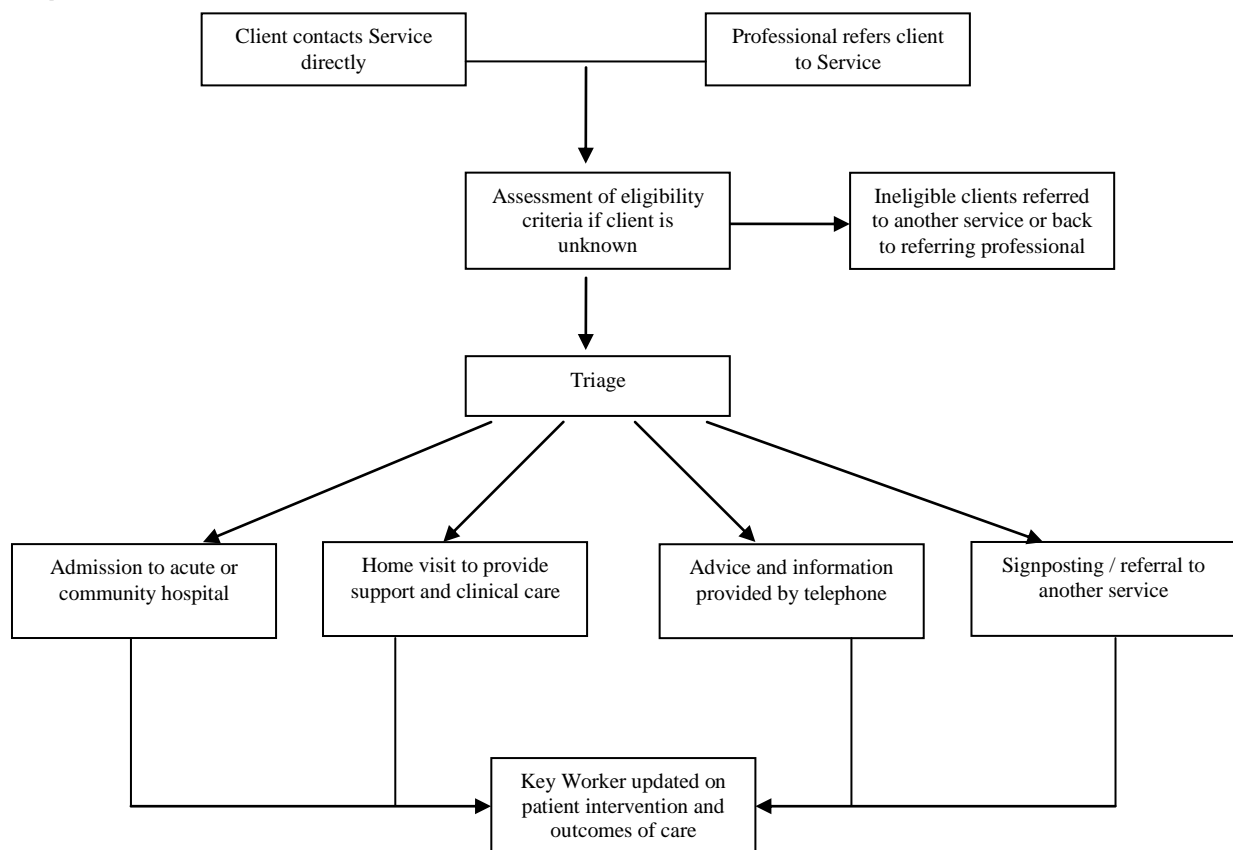 Client contacts Service
directly
Professional refers client
to Service
Assessment of eligibility
criteria if client is
unknown
Ineligible clients referred
to another service or back
to referring professional
Triage
Admission to acute or
community hospital
Home visit to provide
support and clinical care
Advice and information
provided by telephone
Signposting / referral to
another service
Key Worker updated on
patient intervention and
outcomes of care